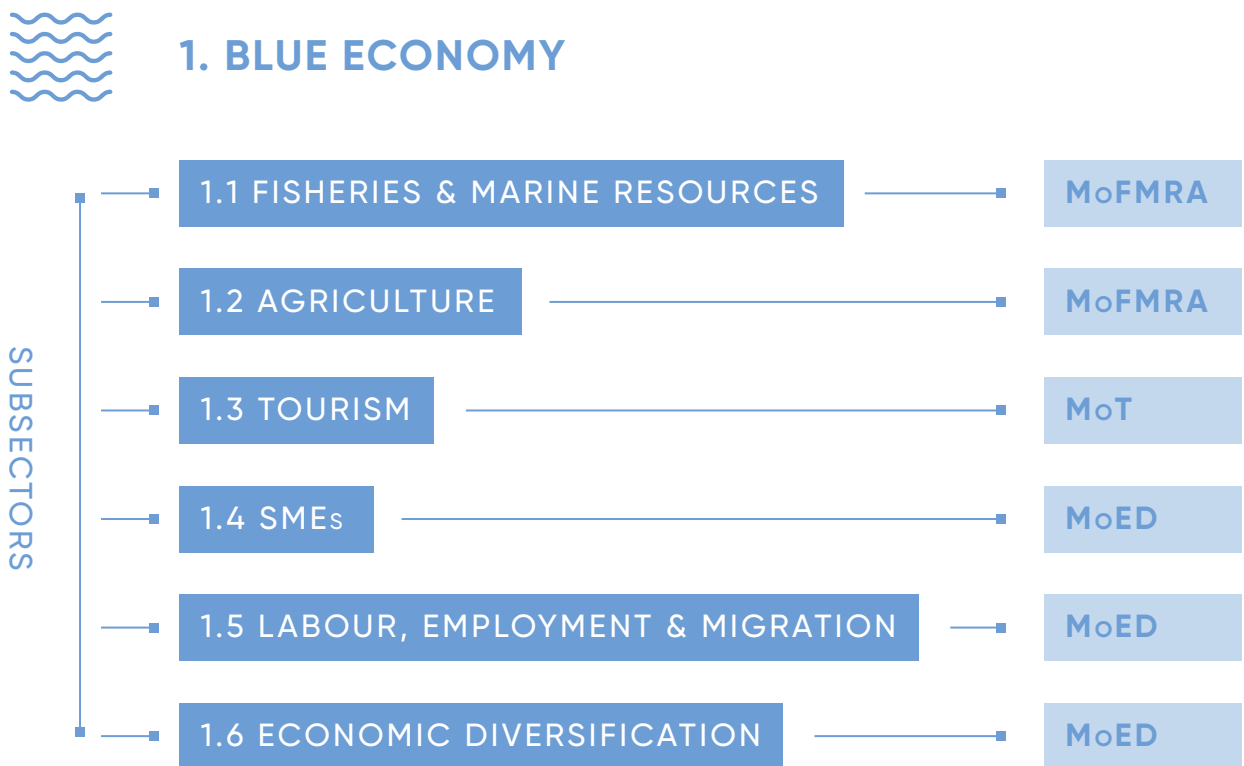 1. BLUE ECONOMY
SUBSECTORS
1.1 FISHERIES & MARINE RESOURCES
MoFMRA
1.2 AGRICULTURE
MoFMRA
1.3 TOURISM
MoT
1.4 SMEs
MoED
1.5 LABOUR, EMPLOYMENT & MIGRATION
MoED
1.6 ECONOMIC DIVERSIFICATION
MoED